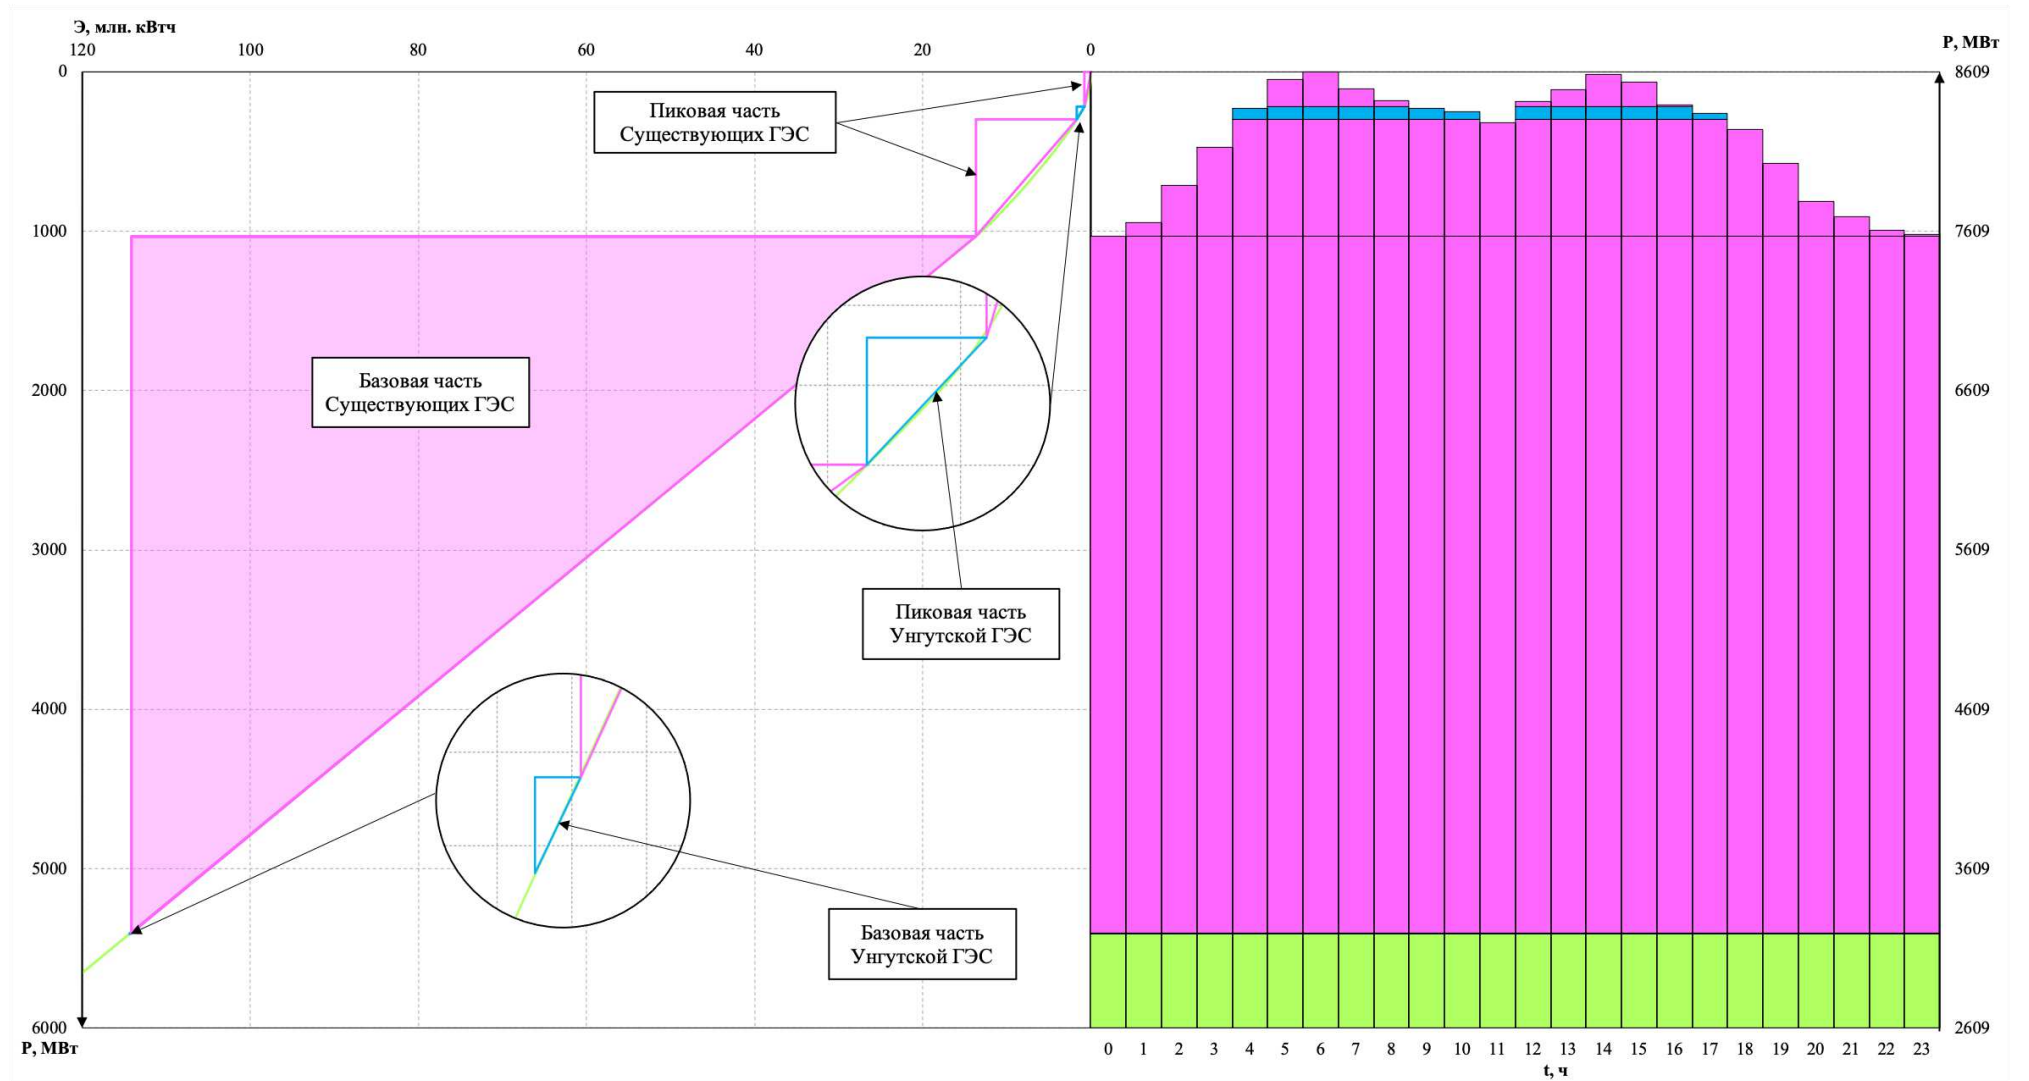 Э, млн. кВтч
120 100 80 60 40 20 0
Р, МВт
0
1000
2000
3000
4000
5000
6000
Р, МВт
Пиковая часть
Существующих ГЭС
Базовая часть
Существующих ГЭС
Пиковая часть
Унгутской ГЭС
Базовая часть
Унгутской ГЭС
8609
7609
6609
5609
4609
3609
2609
0 1 2 3 4 5 6 7 8 9 10 11 12 13 14 15 16 17 18 19 20 21 22 23
t, ч